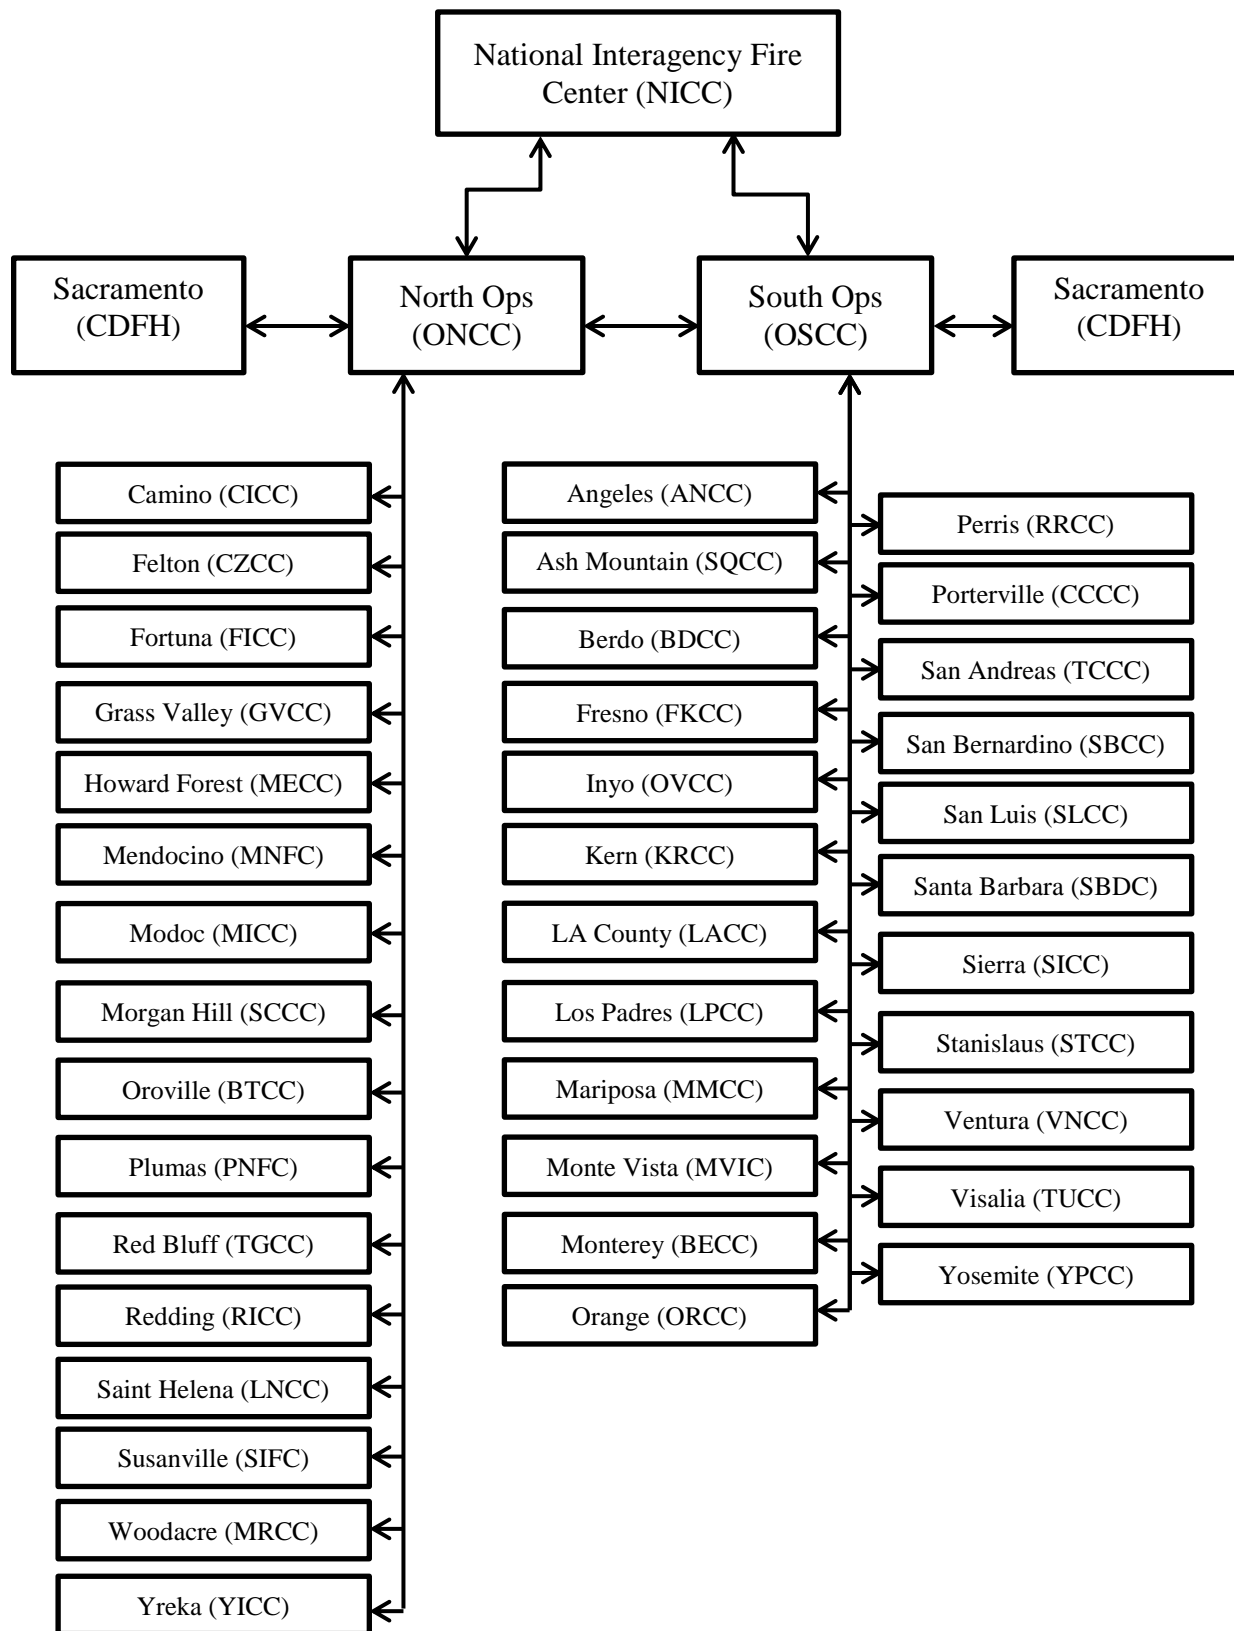 National Interagency Fire
Center (NICC)
Sacramento
(CDFH)
North Ops
(ONCC)
South Ops
(OSCC)
Sacramento
(CDFH)
Camino (CICC)
Felton (CZCC)
Fortuna (FICC)
Grass Valley (GVCC)
Howard Forest (MECC)
Mendocino (MNFC)
Modoc (MICC)
Morgan Hill (SCCC)
Oroville (BTCC)
Plumas (PNFC)
Red Bluff (TGCC)
Redding (RICC)
Saint Helena (LNCC)
Susanville (SIFC)
Woodacre (MRCC)
Yreka (YICC)
Angeles (ANCC)
Ash Mountain (SQCC)
Berdo (BDCC)
Fresno (FKCC)
Inyo (OVCC)
Kern (KRCC)
LA County (LACC)
Los Padres (LPCC)
Mariposa (MMCC)
Monte Vista (MVIC)
Monterey (BECC)
Orange (ORCC)
Perris (RRCC)
Porterville (CCCC)
San Andreas (TCCC)
San Bernardino (SBCC)
San Luis (SLCC)
Santa Barbara (SBDC)
Sierra (SICC)
Stanislaus (STCC)
Ventura (VNCC)
Visalia (TUCC)
Yosemite (YPCC)